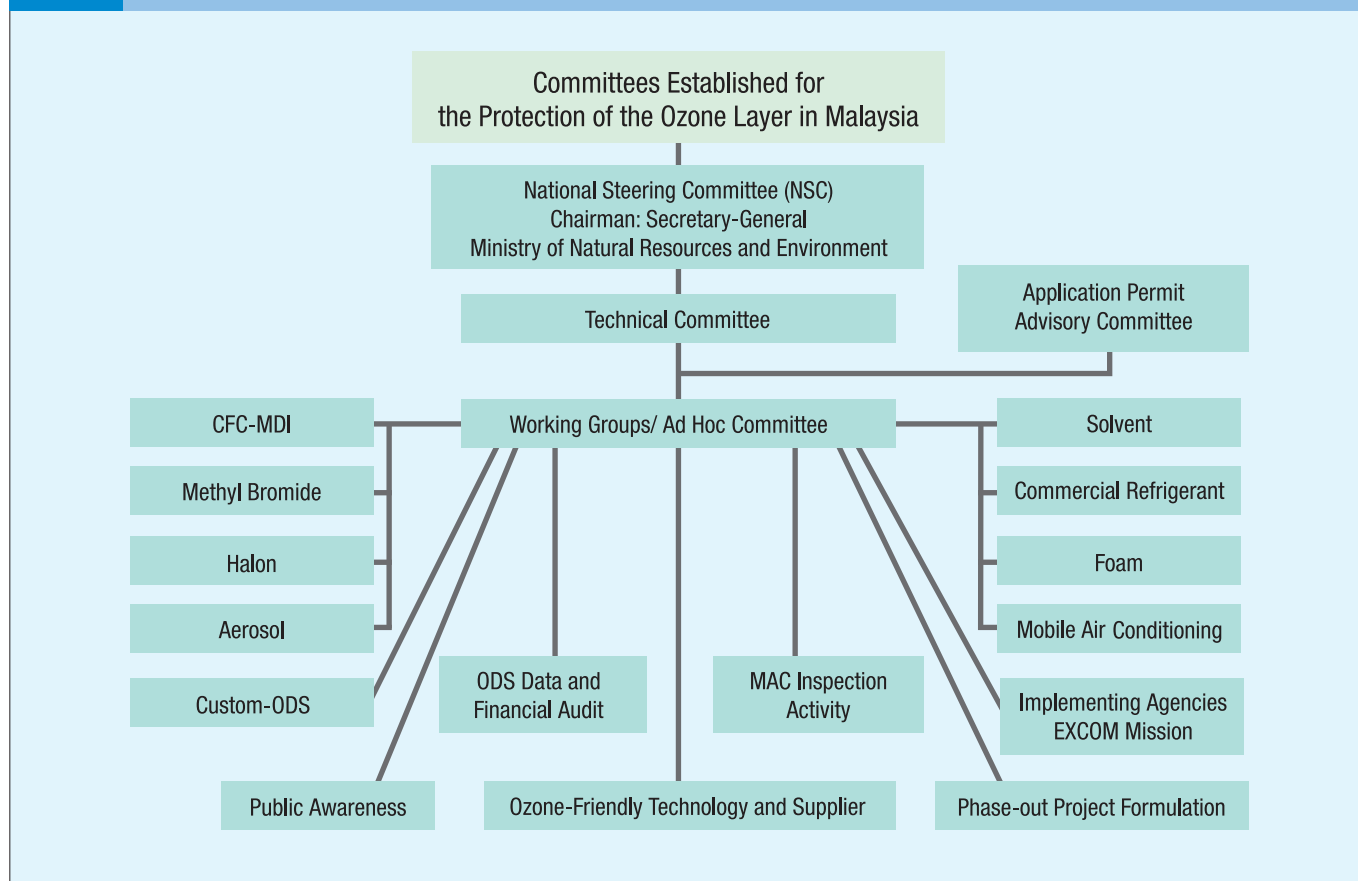 Committees Established for
the Protection of the Ozone Layer in Malaysia
National Steering Committee (NSC)
Chairman: Secretary-General
Ministry of Natural Resources and Environment
Technical Committee
Application Permit
Advisory Committee
Working Groups/ Ad Hoc Committee
CFC-MDI
Methyl Bromide
Halon
Aerosol
Custom-ODS
Solvent
Commercial Refrigerant
Foam
Mobile Air Conditioning
ODS Data and
Financial Audit
MAC Inspection
Activity
Implementing Agencies
EXCOM Mission
Public Awareness
Ozone-Friendly Technology and Supplier
Phase-out Project Formulation